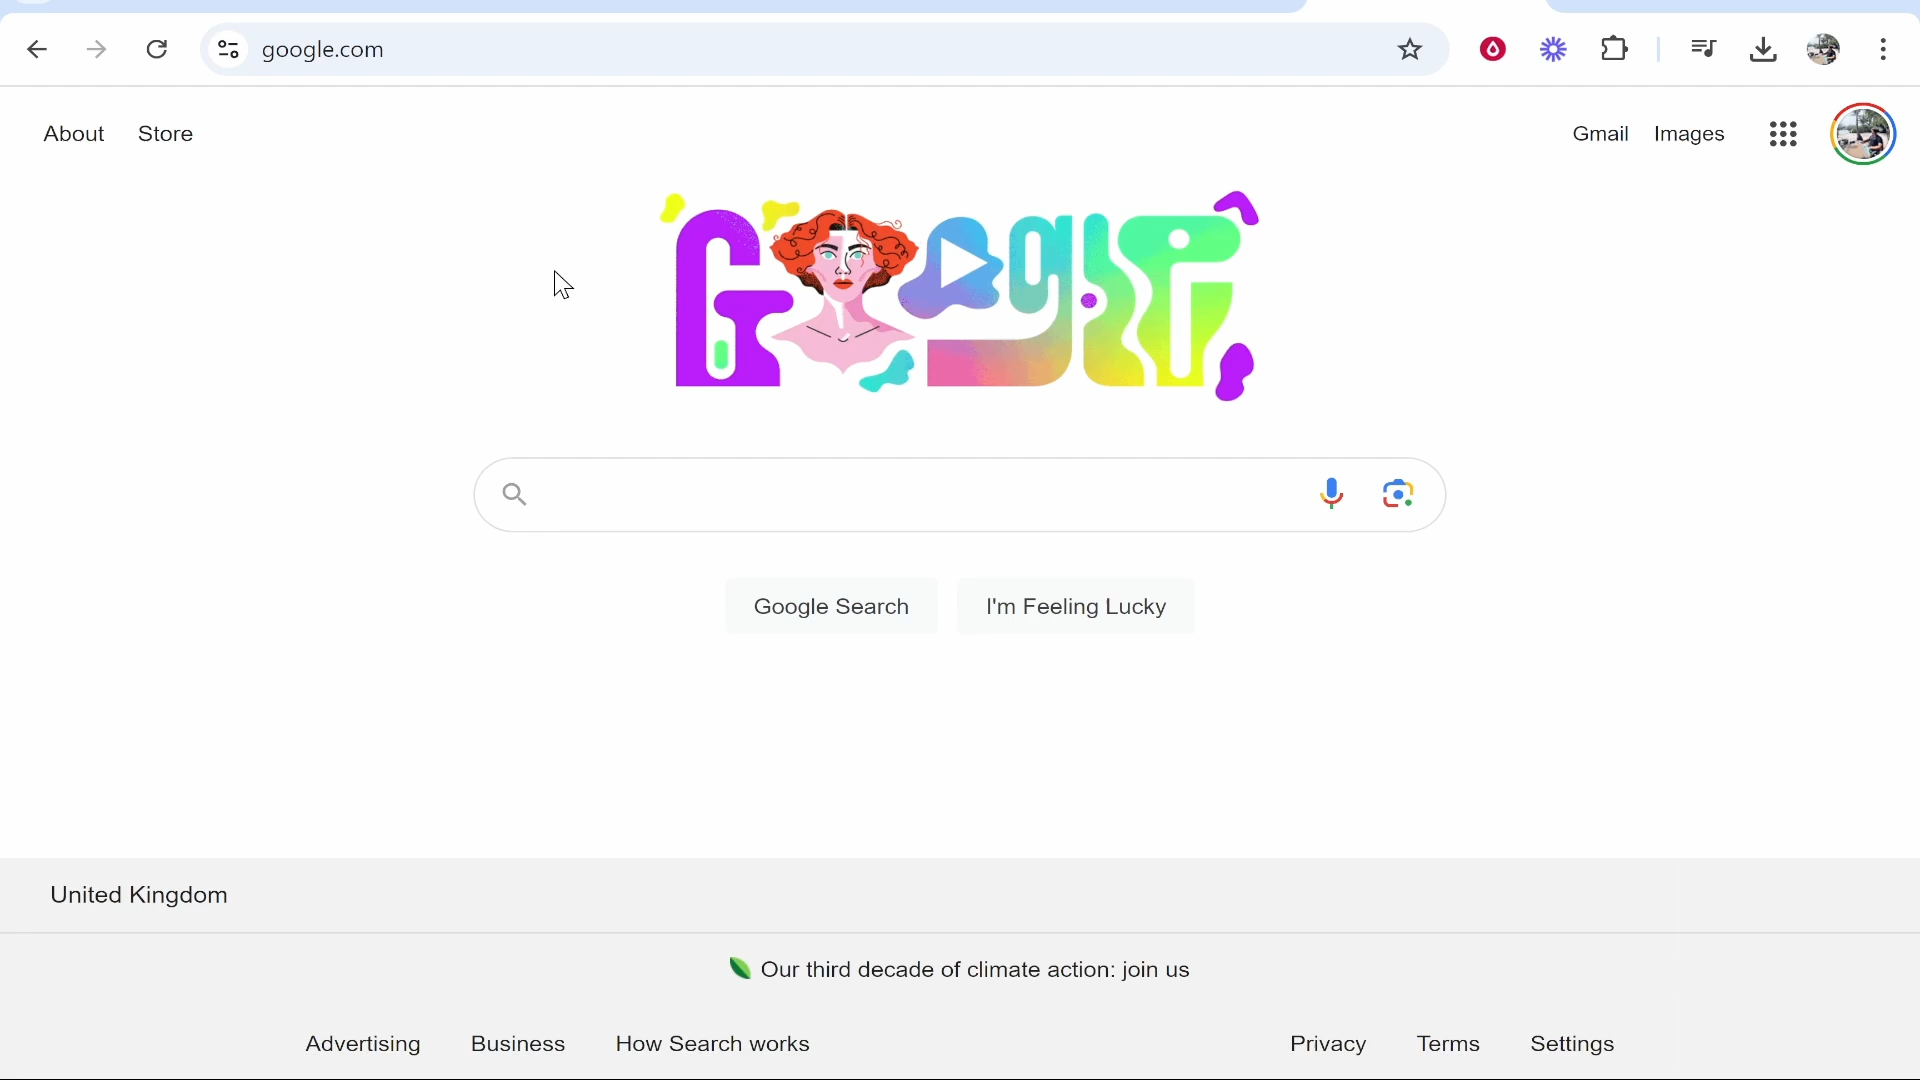 google.com
About Store
Gmail Images
Google
Google Search
I'm Feeling Lucky
United Kingdom
Our third decade of climate action: join us
Advertising Business How Search works
Privacy Terms Settings